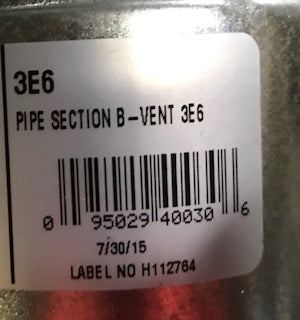 3E6
PIPE SECTION B-VENT 3E6
0 95029 40030 6
7/30/15
LABEL NO H112764